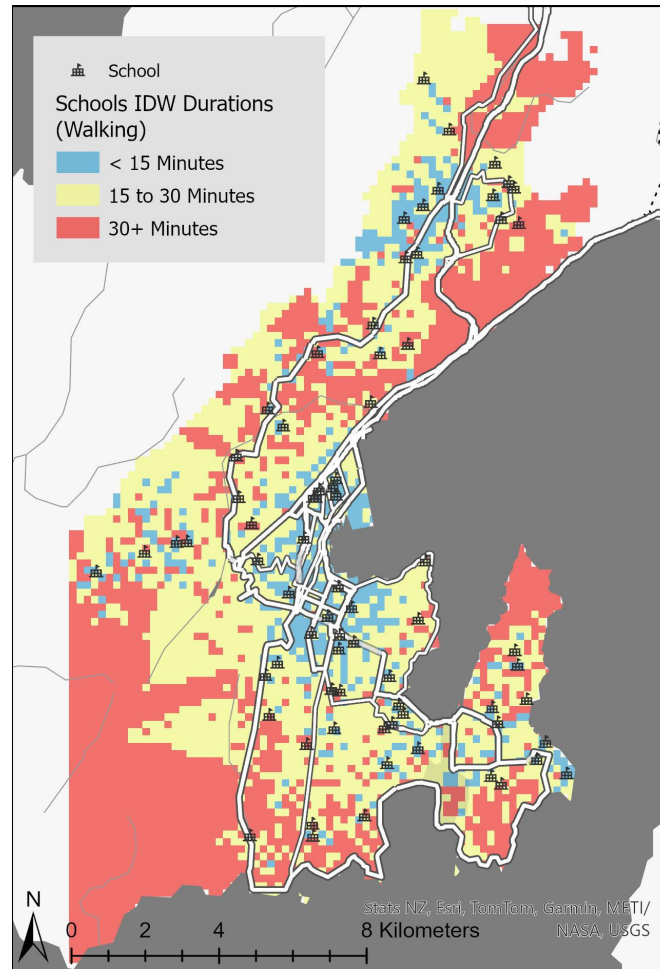 School
Schools IDW Durations
(Walking)
< 15 Minutes
15 to 30 Minutes
30+ Minutes
N
0 2 4 8 Kilometers
Stats NZ, Esri, TomTom, Garmin, METI/
NASA, USGS